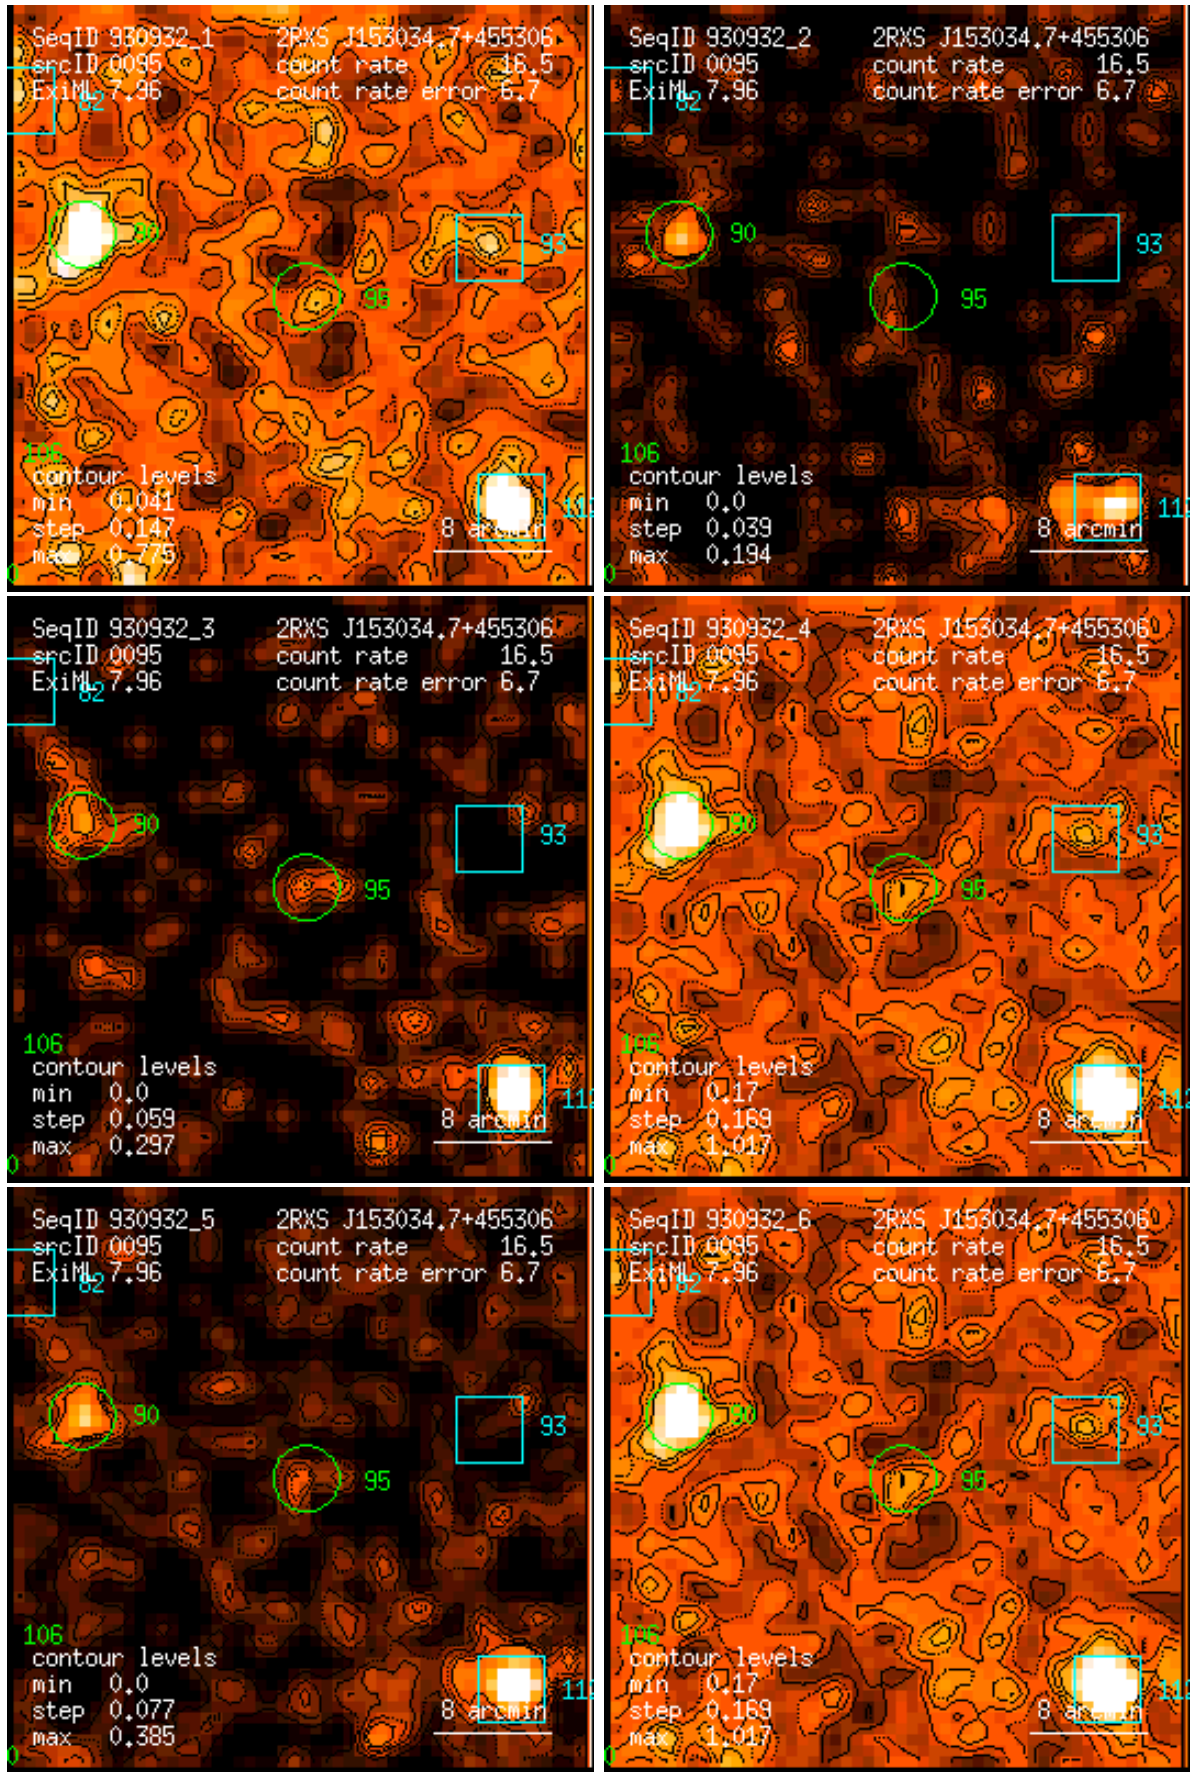 SeqID 930932_1 2RXS J153034.7+455306
srcID 0095 count rate 16.5
ExiML 7.96 count rate error 6.7
82
90
93
95
106
contour levels
min 0.041
step 0.147
max 0.775
8 arcmin
112
0
SeqID 930932_2 2RXS J153034.7+455306
srcID 0095 count rate 16.5
ExiML 7.96 count rate error 6.7
82
90
93
95
106
contour levels
min 0.0
step 0.039
max 0.194
8 arcmin
112
0
SeqID 930932_3 2RXS J153034.7+455306
srcID 0095 count rate 16.5
ExiML 7.96 count rate error 6.7
82
90
93
95
106
contour levels
min 0.0
step 0.059
max 0.297
8 arcmin
112
0
SeqID 930932_4 2RXS J153034.7+455306
srcID 0095 count rate 16.5
ExiML 7.96 count rate error 6.7
82
90
93
95
106
contour levels
min 0.17
step 0.169
max 1.017
8 arcmin
112
0
SeqID 930932_5 2RXS J153034.7+455306
srcID 0095 count rate 16.5
ExiML 7.96 count rate error 6.7
82
90
93
95
106
contour levels
min 0.0
step 0.077
max 0.385
8 arcmin
112
0
SeqID 930932_6 2RXS J153034.7+455306
srcID 0095 count rate 16.5
ExiML 7.96 count rate error 6.7
82
90
93
95
106
contour levels
min 0.17
step 0.169
max 1.017
8 arcmin
112
0